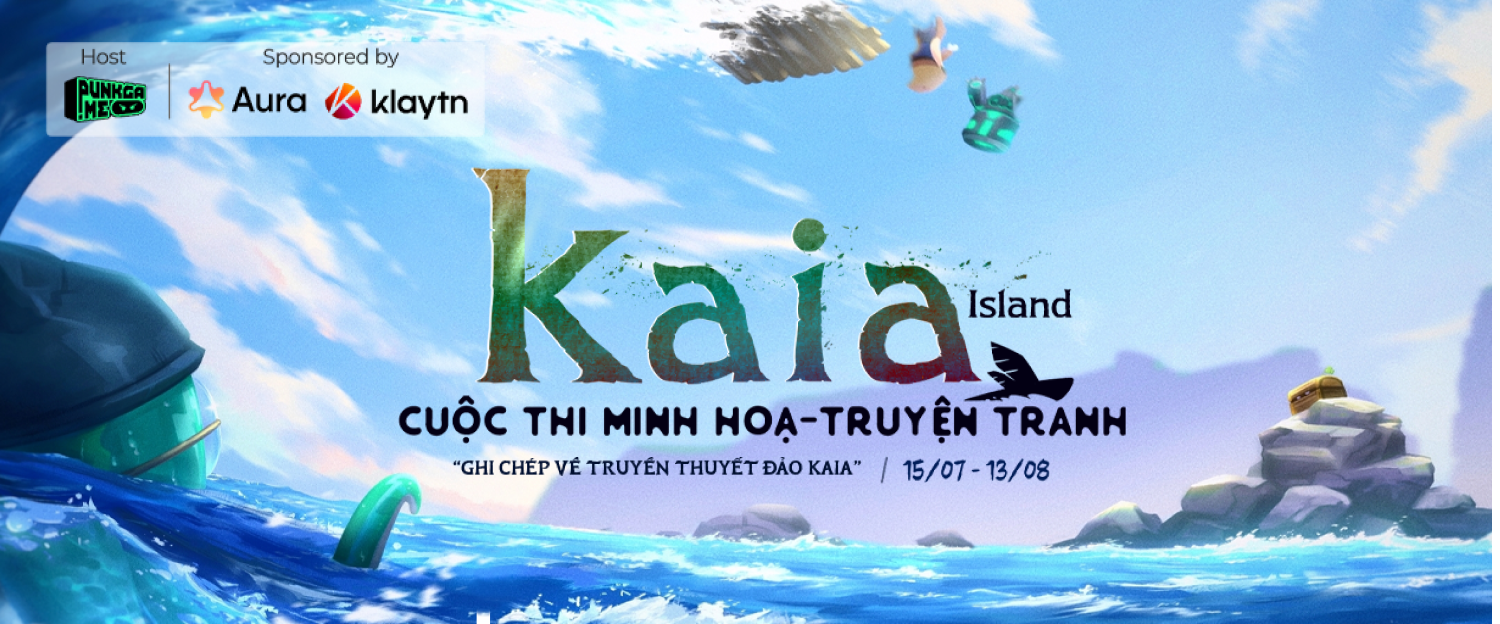 Host
Sponsored by
PUNKGA
.ME
Aura
klaytn
kaia
Island
CUỘC THI MINH HOẠ-TRUYỆN TRANH
“GHI CHÉP VỀ TRUYỀN THUYẾT ĐẢO KAIA” | 15/07 - 13/08